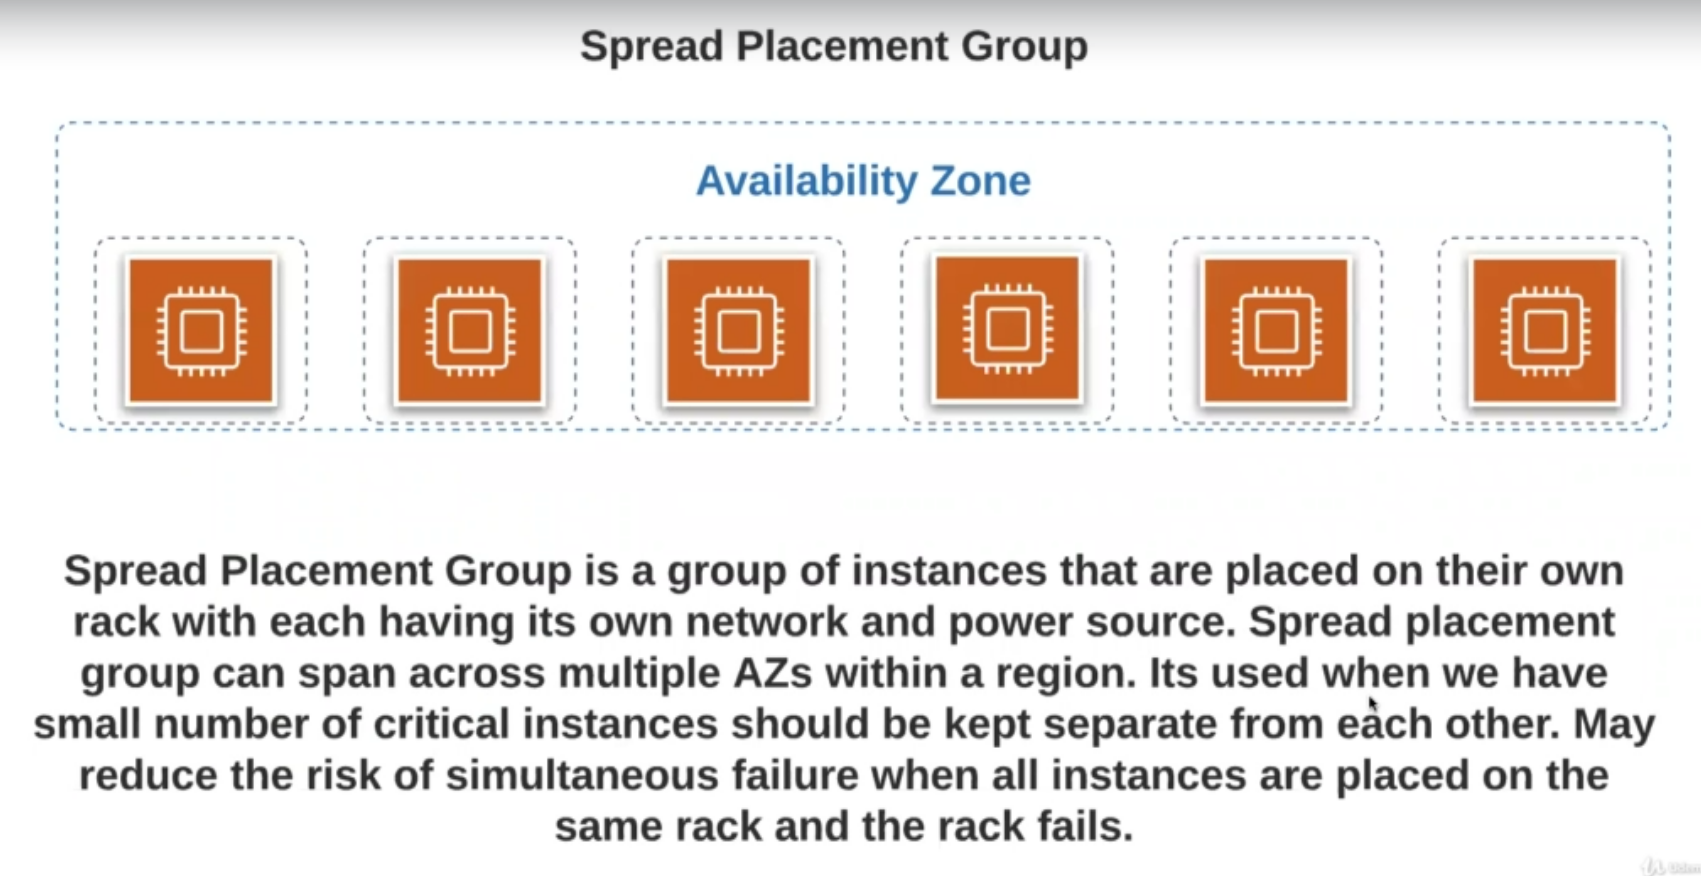 Spread Placement Group
Availability Zone
Spread Placement Group is a group of instances that are placed on their own
rack with each having its own network and power source. Spread placement
group can span across multiple AZs within a region. Its used when we have
small number of critical instances should be kept separate from each other. May
reduce the risk of simultaneous failure when all instances are placed on the
same rack and the rack fails.